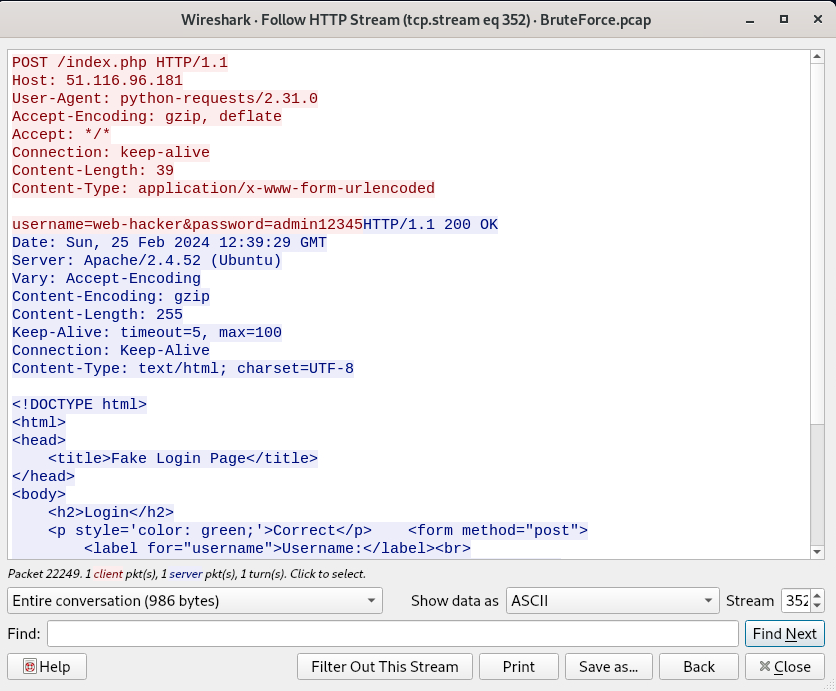 Wireshark · Follow HTTP Stream (tcp.stream eq 352) · BruteForce.pcap
POST /index.php HTTP/1.1
Host: 51.116.96.181
User-Agent: python-requests/2.31.0
Accept-Encoding: gzip, deflate
Accept: */*
Connection: keep-alive
Content-Length: 39
Content-Type: application/x-www-form-urlencoded
username=web-hacker&password=admin12345HTTP/1.1 200 OK
Date: Sun, 25 Feb 2024 12:39:29 GMT
Server: Apache/2.4.52 (Ubuntu)
Vary: Accept-Encoding
Content-Encoding: gzip
Content-Length: 255
Keep-Alive: timeout=5, max=100
Connection: Keep-Alive
Content-Type: text/html; charset=UTF-8
<!DOCTYPE html>
<html>
<head>
    <title>Fake Login Page</title>
</head>
<body>
    <h2>Login</h2>
    <p style='color: green;'>Correct</p>    <form method="post">
        <label for="username">Username:</label><br>
Packet 22249. 1 client pkt(s), 1 server pkt(s), 1 turn(s). Click to select.
Entire conversation (986 bytes) Show data as ASCII Stream 352
Find: Find Next
Help Filter Out This Stream Print Save as... Back Close